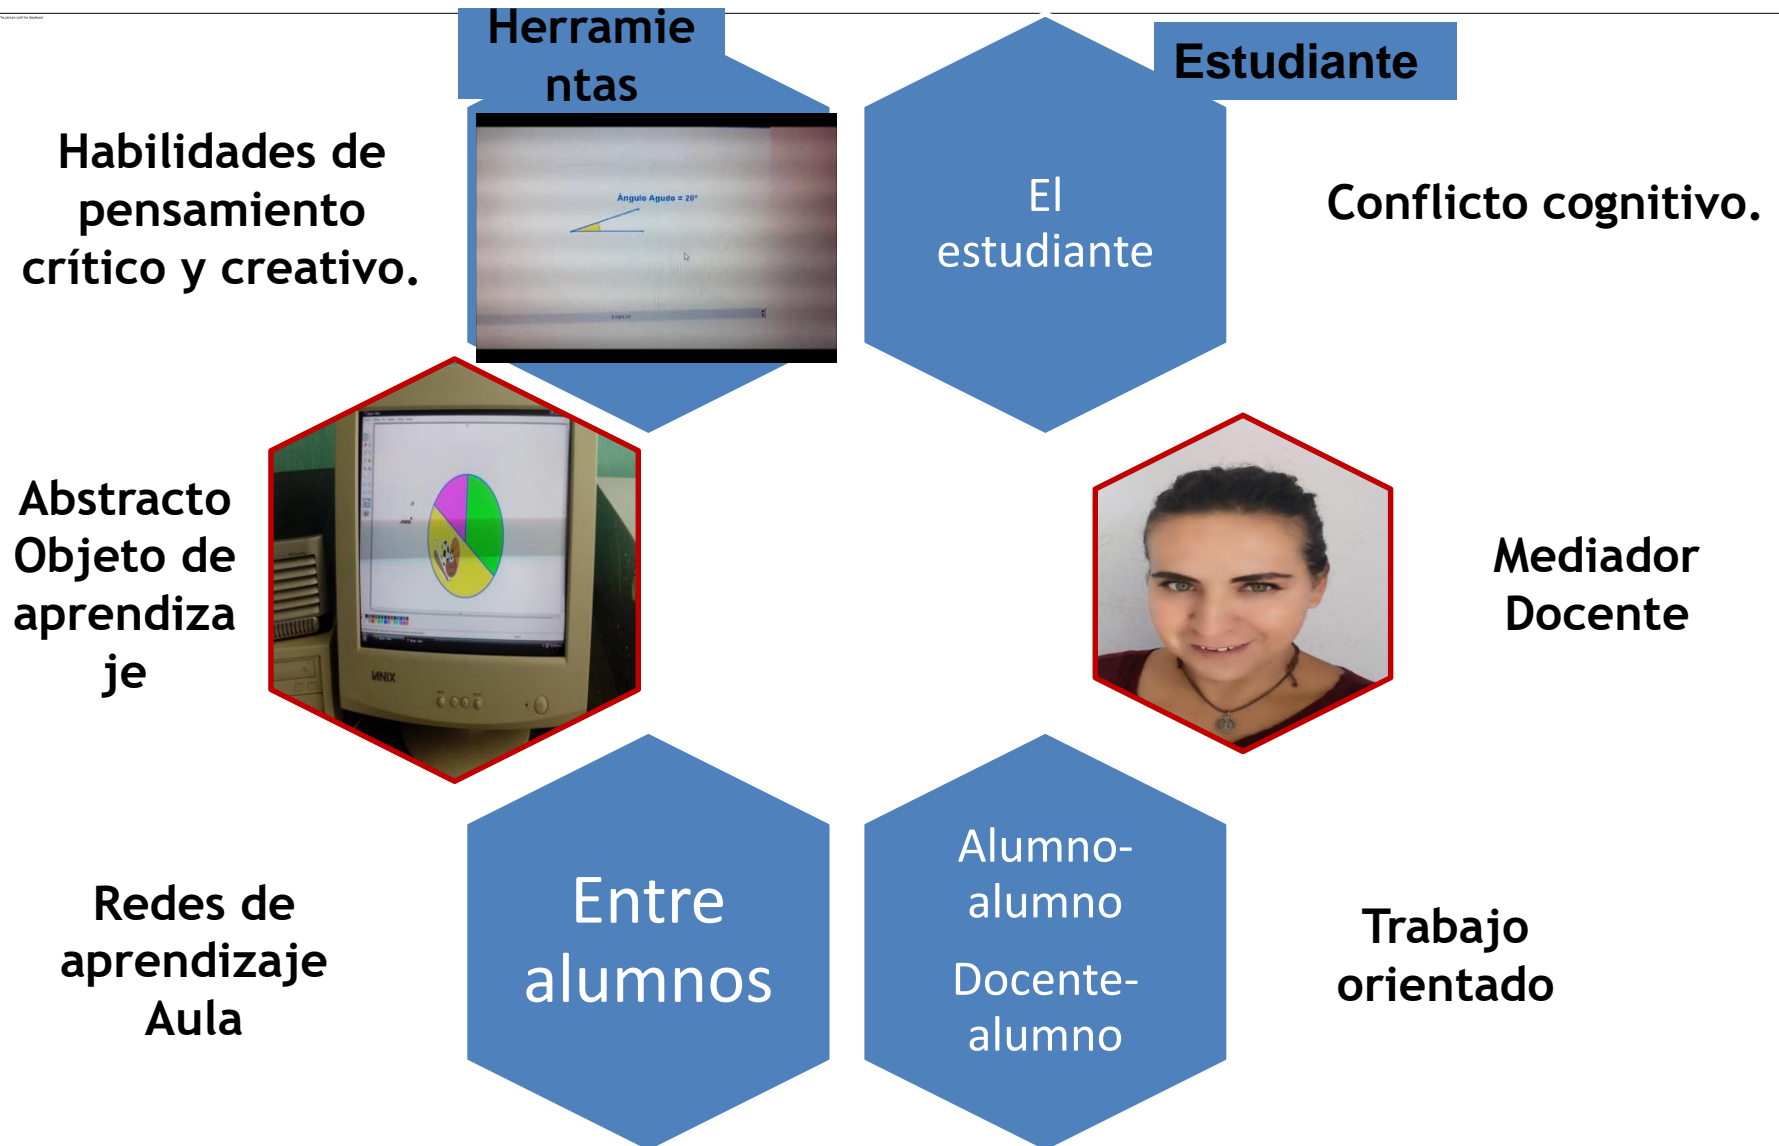 Herramie
ntas
Estudiante
Habilidades de
pensamiento
crítico y creativo.
Ángulo Agudo = 20°
El
estudiante
Conflicto cognitivo.
Abstracto
Objeto de
aprendiza
je
LANIX
Mediador
Docente
Redes de
aprendizaje
Aula
Entre
alumnos
Alumno-
alumno
Docente-
alumno
Trabajo
orientado